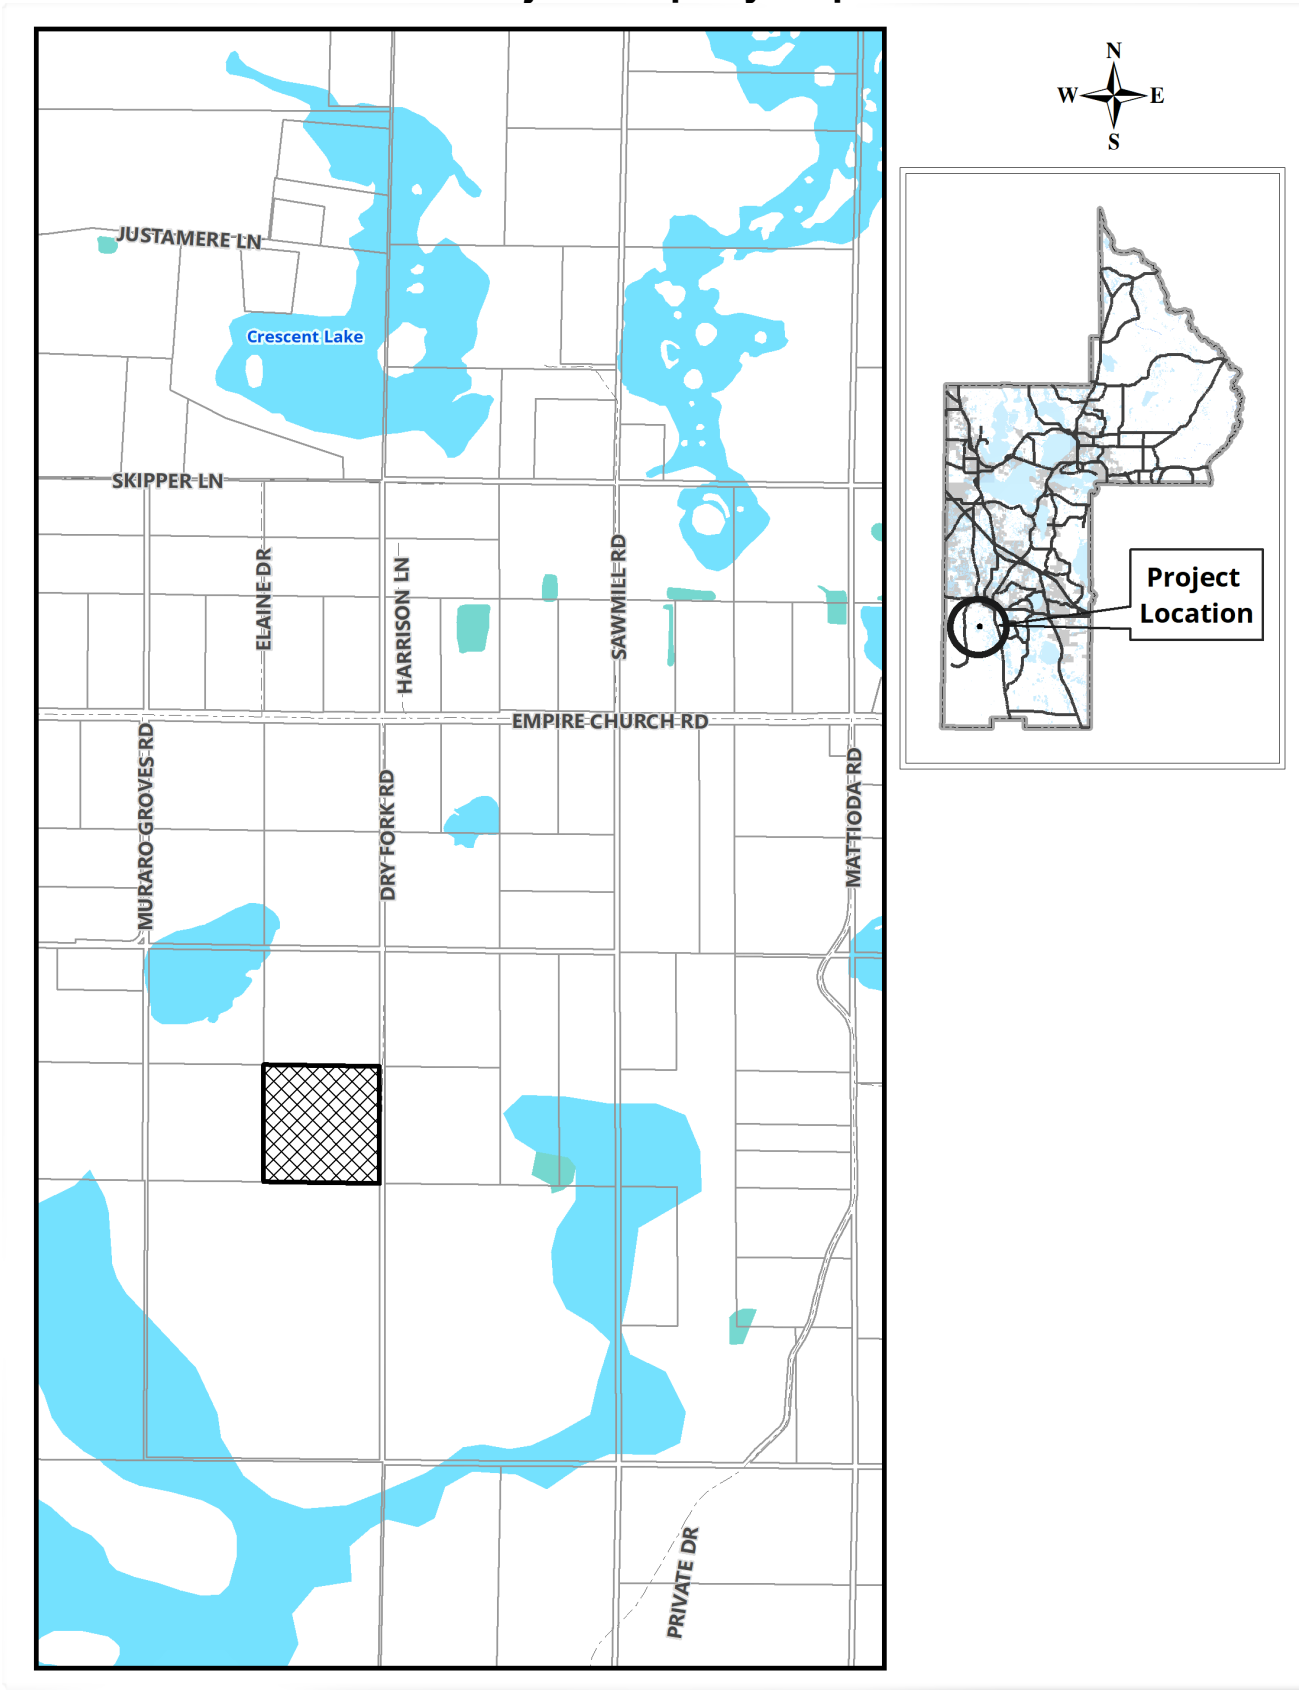 N
W E
S
JUSTAMERE LN
Crescent Lake
SKIPPER LN
ELAINE DR
HARRISON LN
SAWMILL RD
Project
Location
EMPIRE CHURCH RD
MURARO GROVES RD
DRY FORK RD
MATTIODA RD
PRIVATE DR